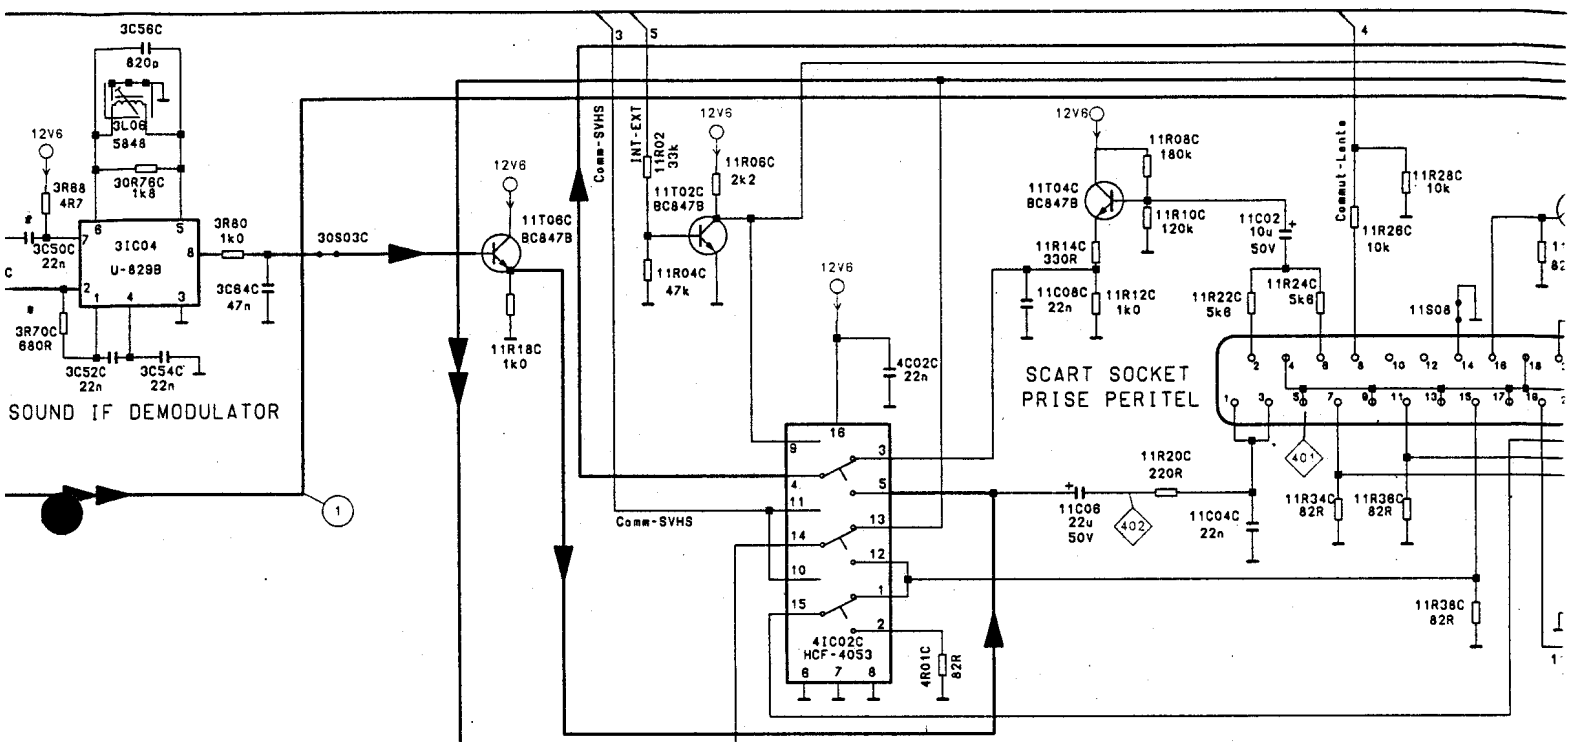 3C56C
820p
3L06
5848
12V6
3R68
4R7
30R76C
1k8
3C50C
22n
6
5
7
3IC04
U-829B
8
2
1
4
3
C
3R80
1k0
30S03C
3C64C
47n
3R70C
680R
3C52C
22n
3C54C
22n
SOUND IF DEMODULATOR
1
12V6
11T06C
BC847B
11R18C
1k0
3
5
4
Comm-SVHS
INT-EXT
11R02
33k
12V6
11R06C
2k2
11T02C
BC847B
11R04C
47k
12V6
4C02C
22n
16
9
3
4
5
11
13
14
12
10
1
15
2
4IC02C
HCF-4053
6
7
8
4R01C
82R
Comm-SVHS
12V6
11R08C
180k
11T04C
BC847B
11R10C
120k
11C02
10u
50V
11R14C
330R
11C08C
22n
11R12C
1k0
11R22C
5k6
11R24C
5k6
Commut-Lente
11R28C
10k
11R26C
10k
11S08
11
82
SCART SOCKET
PRISE PERITEL
2
4
6
8
10
12
14
16
18
1
3
5
7
9
11
13
15
17
19
2
401
11R20C
220R
11C06
22u
50V
402
11C04C
22n
11R34C
82R
11R36C
82R
11R38C
82R
1